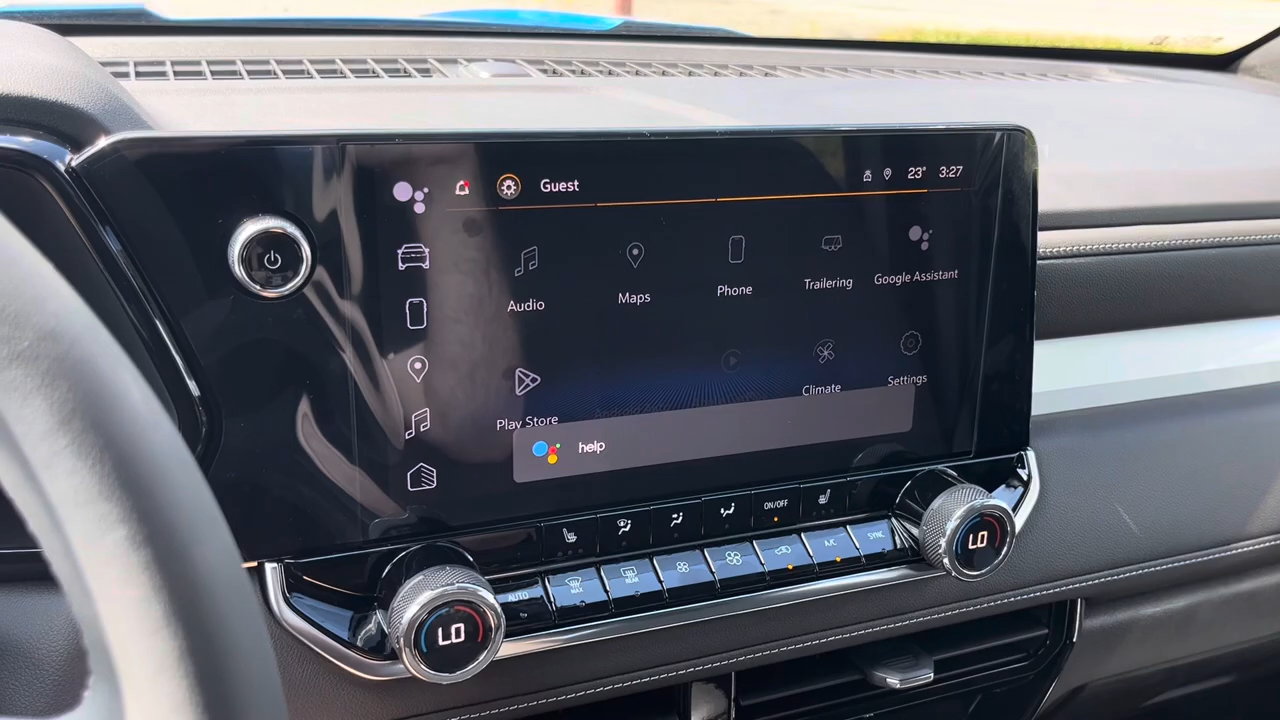 Guest
23° 3:27
Audio
Maps
Phone
Trailering
Google Assistant
Play Store
Climate
Settings
help
ON/OFF
AUTO
MAX
REAR
A/C
SYNC
LO
LO